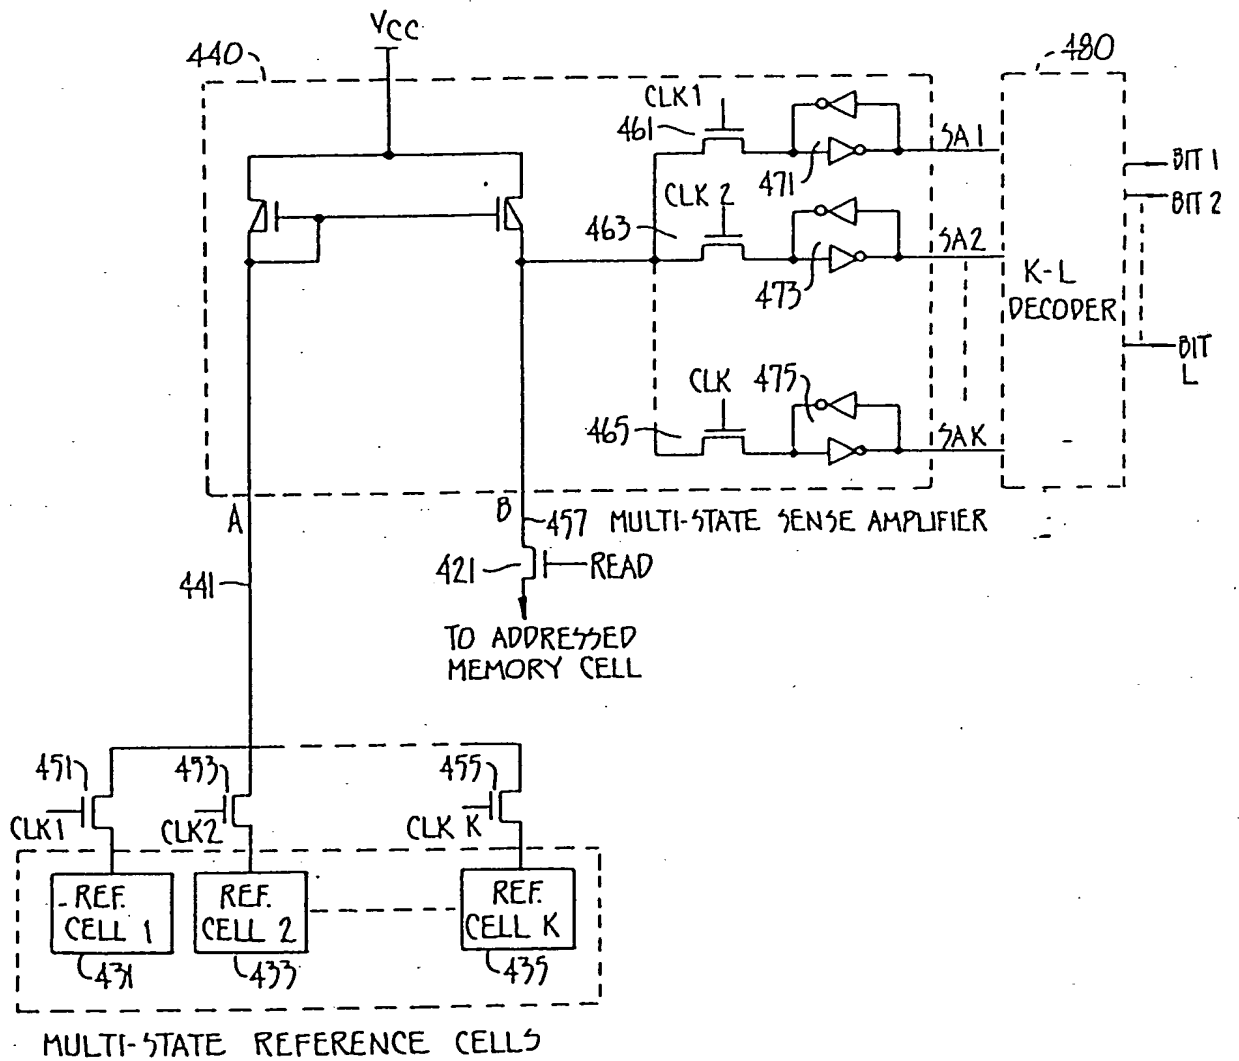 VCC
440
480
CLK1
461
471
SA1
BIT 1
CLK 2
BIT 2
463
473
SA2
K-L
DECODER
BIT
L
CLK
475
465
SAK
A
B
457
MULTI-STATE SENSE AMPLIFIER
421
READ
441
TO ADDRESSED
MEMORY CELL
451
453
455
CLK1
CLK2
CLK K
REF.
CELL 1
REF.
CELL 2
REF.
CELL K
431
433
435
MULTI-STATE REFERENCE CELLS